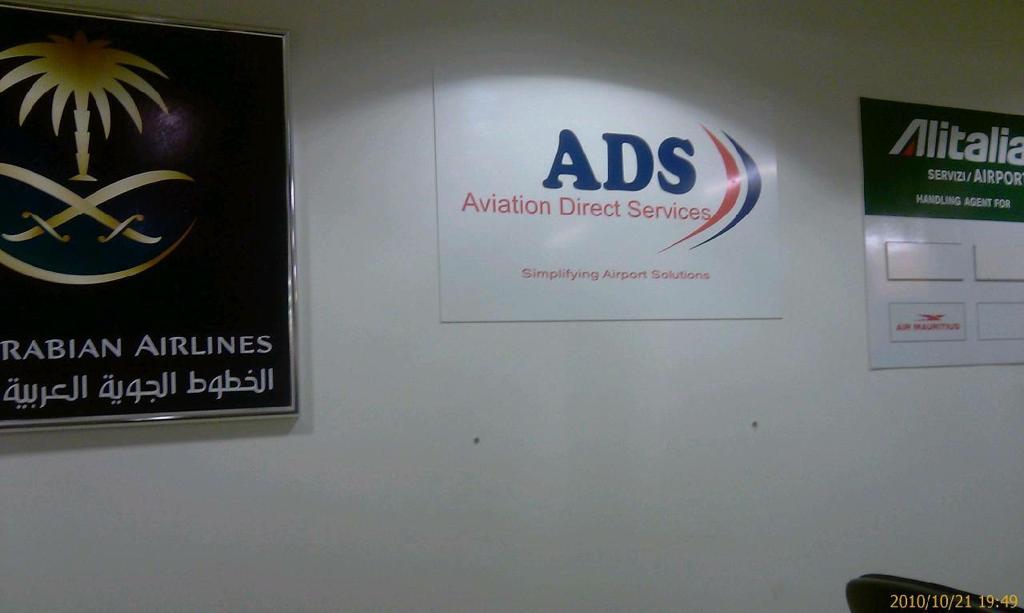 RABIAN AIRLINES
الخطوط الجوية العربية
ADS
Aviation Direct Services
Simplifying Airport Solutions
Alitalia
SERVIZI / AIRPORT
HANDLING AGENT FOR
AIR MAURITIUS
2010/10/21 19:49